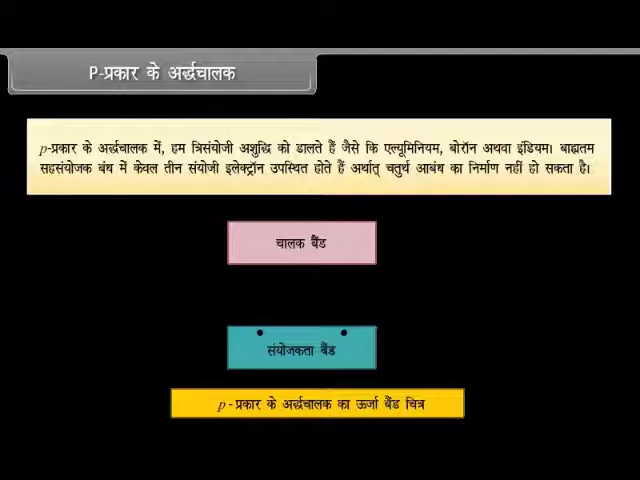 P-प्रकार के अर्द्धचालक
p-प्रकार के अर्द्धचालक में, हम त्रिसंयोजी अशुद्धि को डालते हैं जैसे कि एल्यूमिनियम, बोरॉन अथवा इंडियम। बाह्यतम
सहसंयोजक बंध में केवल तीन संयोजी इलेक्ट्रॉन उपस्थित होते हैं अर्थात् चतुर्थ आबंध का निर्माण नहीं हो सकता है।
चालक बैंड
संयोजकता बैंड
p - प्रकार के अर्द्धचालक का ऊर्जा बैंड चित्र